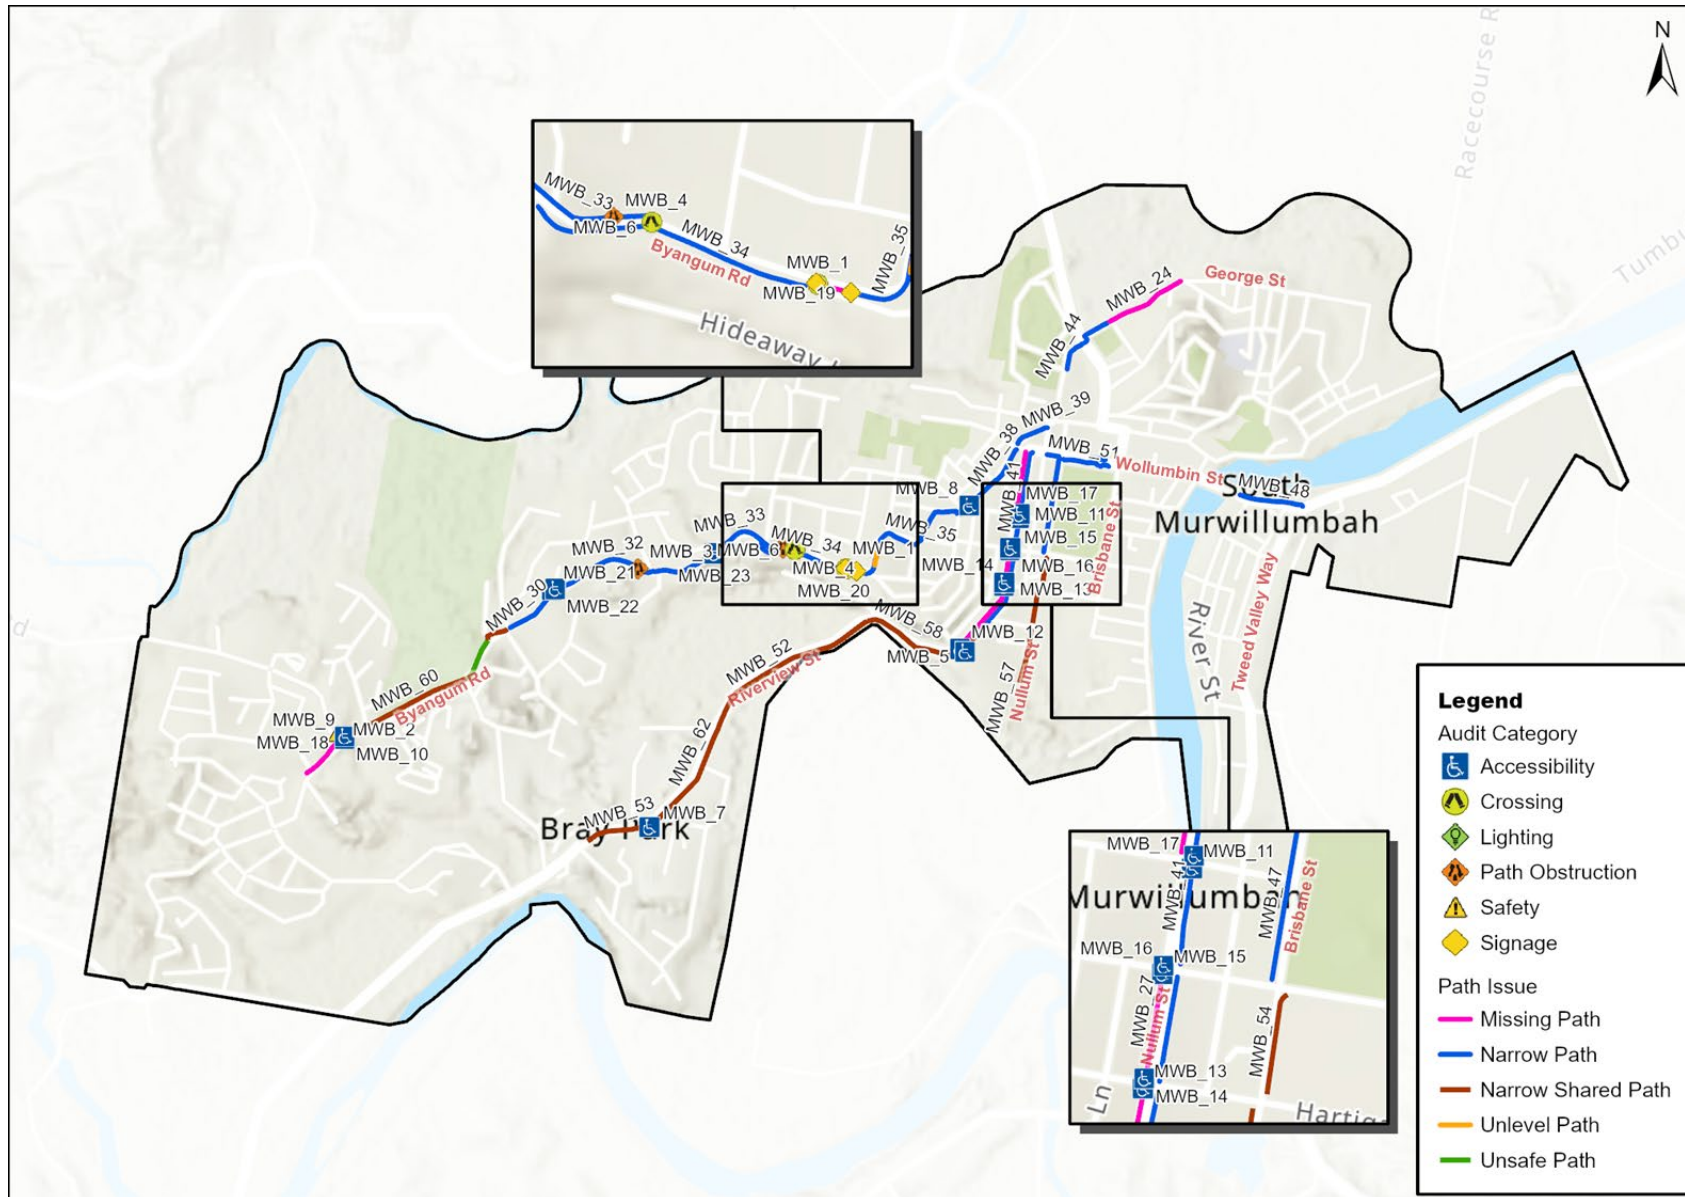 N
Racecourse R
Tumbu
MWB_33
MWB_4
MWB_6
MWB_34
Byangum Rd
MWB_1
MWB_19
MWB_35
Hideaway
George St
MWB_24
MWB_44
MWB_39
MWB_38
MWB_51
Wollumbin St
MWB_41
MWB_8
MWB_17
MWB_11
South
Murwillumbah
MWB_48
MWB_33
MWB_34
MWB_35
MWB_15
Brisbane St
MWB_32
MWB_3
MWB_6
MWB_1
MWB_4
MWB_14
MWB_16
MWB_21
MWB_23
MWB_20
MWB_13
MWB_30
MWB_22
MWB_58
MWB_12
MWB_5
MWB_52
Riverview St
MWB_57
Nullum St
River St
Tweed Valley Way
MWB_60
Byangum Rd
MWB_9
MWB_2
MWB_18
MWB_10
MWB_62
MWB_53
MWB_7
Bray Park
MWB_17
MWB_11
MWB_41
Murwillumbah
MWB_47
Brisbane St
MWB_16
MWB_15
MWB_27
Nullum St
MWB_54
MWB_13
MWB_14
Ln
Hartig
Legend
Audit Category
Accessibility
Crossing
Lighting
Path Obstruction
Safety
Signage
Path Issue
Missing Path
Narrow Path
Narrow Shared Path
Unlevel Path
Unsafe Path